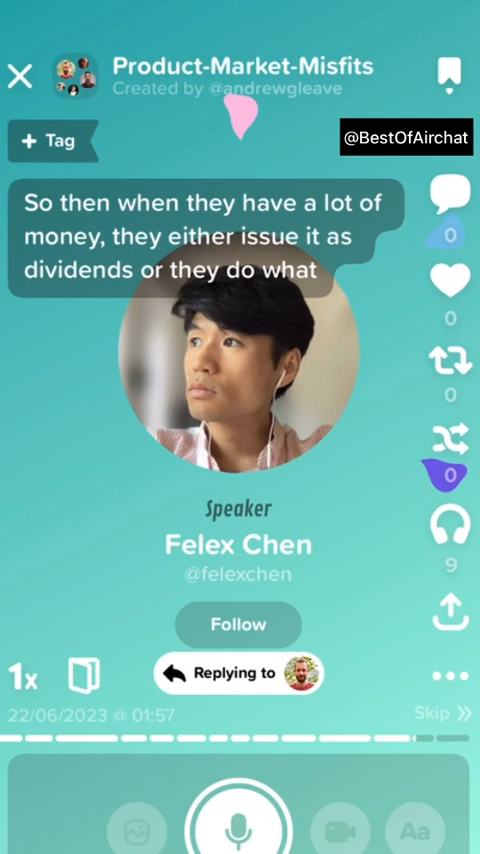 Product-Market-Misfits
Created by @andrewgleave
@BestOfAirchat
+ Tag
So then when they have a lot of
money, they either issue it as
dividends or they do what
0
0
0
0
9
Speaker
Felex Chen
@felexchen
Follow
Replying to
1x
22/06/2023 @ 01:57
Skip
Aa